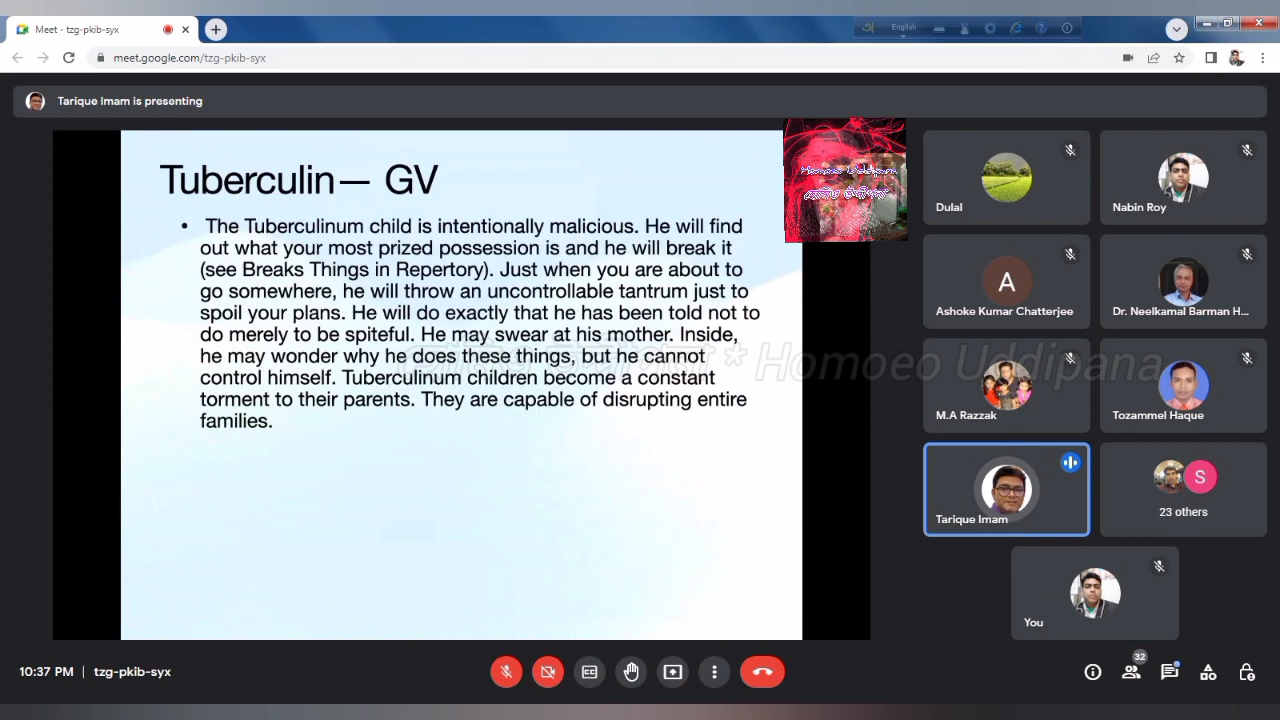 Meet - tzg-pkib-syx
English
meet.google.com/tzg-pkib-syx
Tarique Imam is presenting
Tuberculin— GV
• The Tuberculinum child is intentionally malicious. He will find
out what your most prized possession is and he will break it
(see Breaks Things in Repertory). Just when you are about to
go somewhere, he will throw an uncontrollable tantrum just to
spoil your plans. He will do exactly that he has been told not to
do merely to be spiteful. He may swear at his mother. Inside,
he may wonder why he does these things, but he cannot
control himself. Tuberculinum children become a constant
torment to their parents. They are capable of disrupting entire
families.
Homoeo Uddipana
* Homoeo Uddipana
Dulal
Nabin Roy
A
Ashoke Kumar Chatterjee
Dr. Neelkamal Barman H...
M.A Razzak
Tozammel Haque
Tarique Imam
S
23 others
You
10:37 PM | tzg-pkib-syx
32